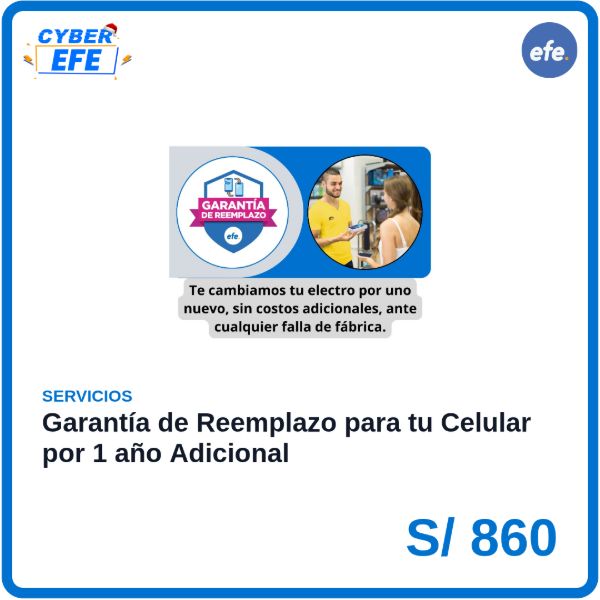 CYBER
EFE
efe.
GARANTÍA
DE REEMPLAZO
efe
Te cambiamos tu electro por uno
nuevo, sin costos adicionales, ante
cualquier falla de fábrica.
SERVICIOS
Garantía de Reemplazo para tu Celular
por 1 año Adicional
S/ 860